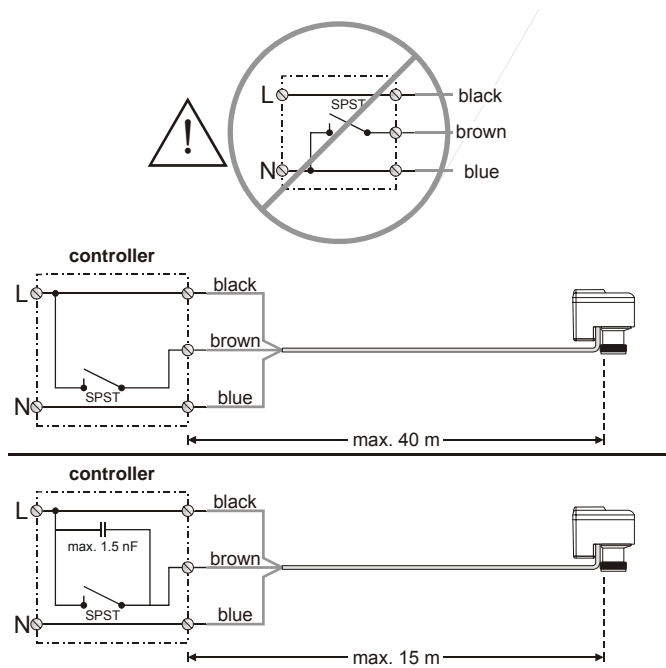 L
SPST
black
!
brown
N
blue
controller
L
black
brown
SPST
N
blue
max. 40 m
controller
L
black
max. 1.5 nF
brown
SPST
N
blue
max. 15 m